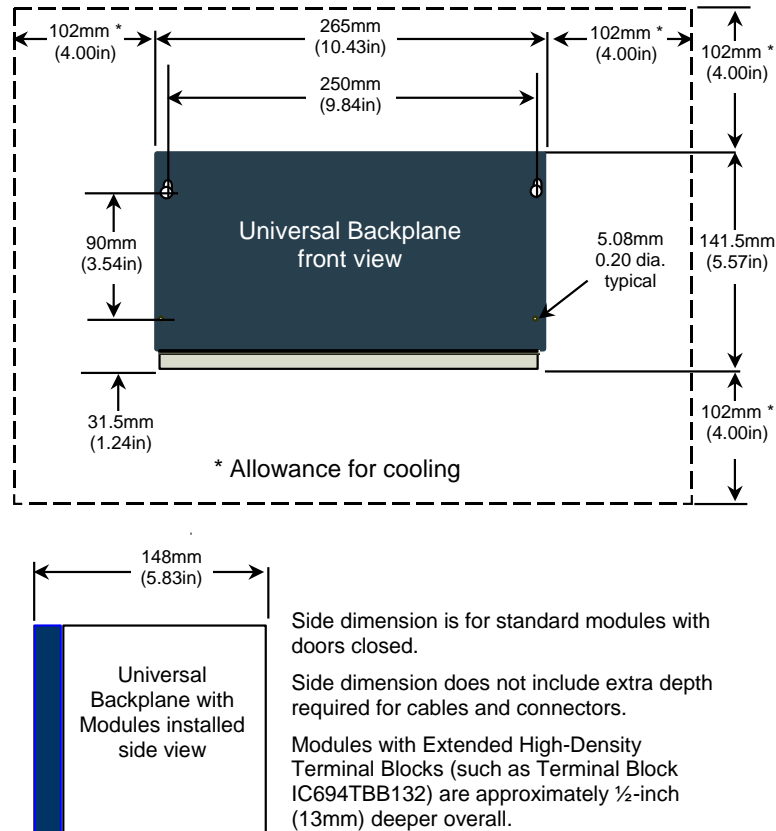 102mm *
(4.00in)
265mm
(10.43in)
102mm *
(4.00in)
102mm *
(4.00in)
250mm
(9.84in)
90mm
(3.54in)
Universal Backplane
front view
5.08mm
0.20 dia.
typical
141.5mm
(5.57in)
31.5mm
(1.24in)
102mm *
(4.00in)
* Allowance for cooling
148mm
(5.83in)
Universal
Backplane with
Modules installed
side view
Side dimension is for standard modules with
doors closed.
Side dimension does not include extra depth
required for cables and connectors.
Modules with Extended High-Density
Terminal Blocks (such as Terminal Block
IC694TBB132) are approximately ½-inch
(13mm) deeper overall.